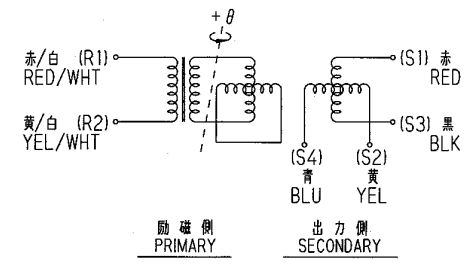 +θ
赤/白 (R1)
RED/WHT
黄/白 (R2)
YEL/WHT
(S1) 赤
RED
(S3) 黒
BLK
(S4)
青
BLU
(S2)
黄
YEL
励磁側
PRIMARY
出力側
SECONDARY